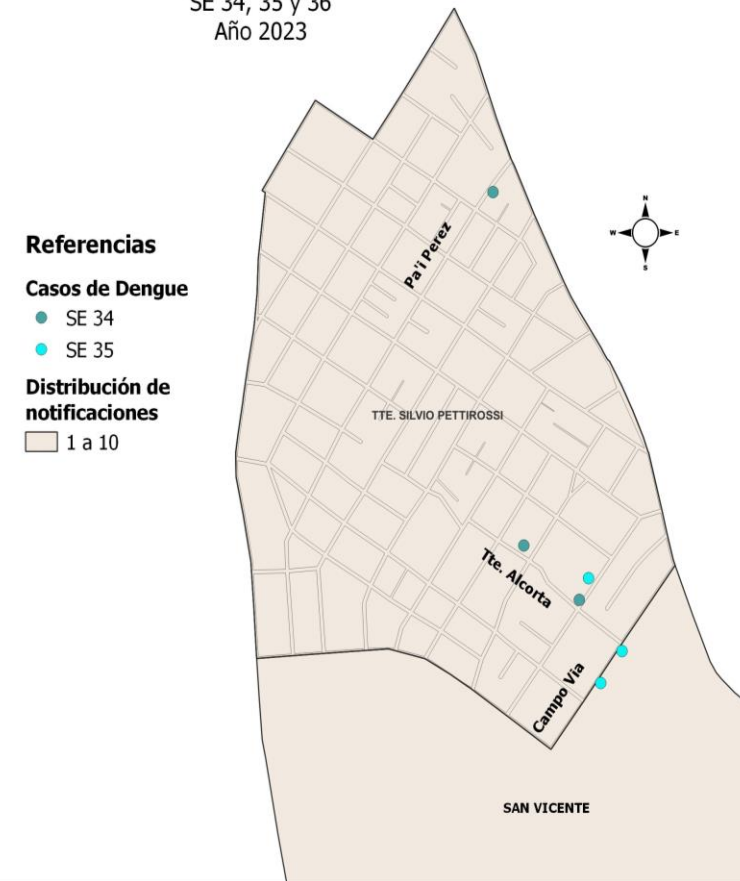 SE 34, 35 y 36
Año 2023
N
W
E
S
Referencias
Casos de Dengue
SE 34
SE 35
Distribución de
notificaciones
1 a 10
Pa'i Perez
TTE. SILVIO PETTIROSSI
Tte. Alcorta
Campo Via
SAN VICENTE